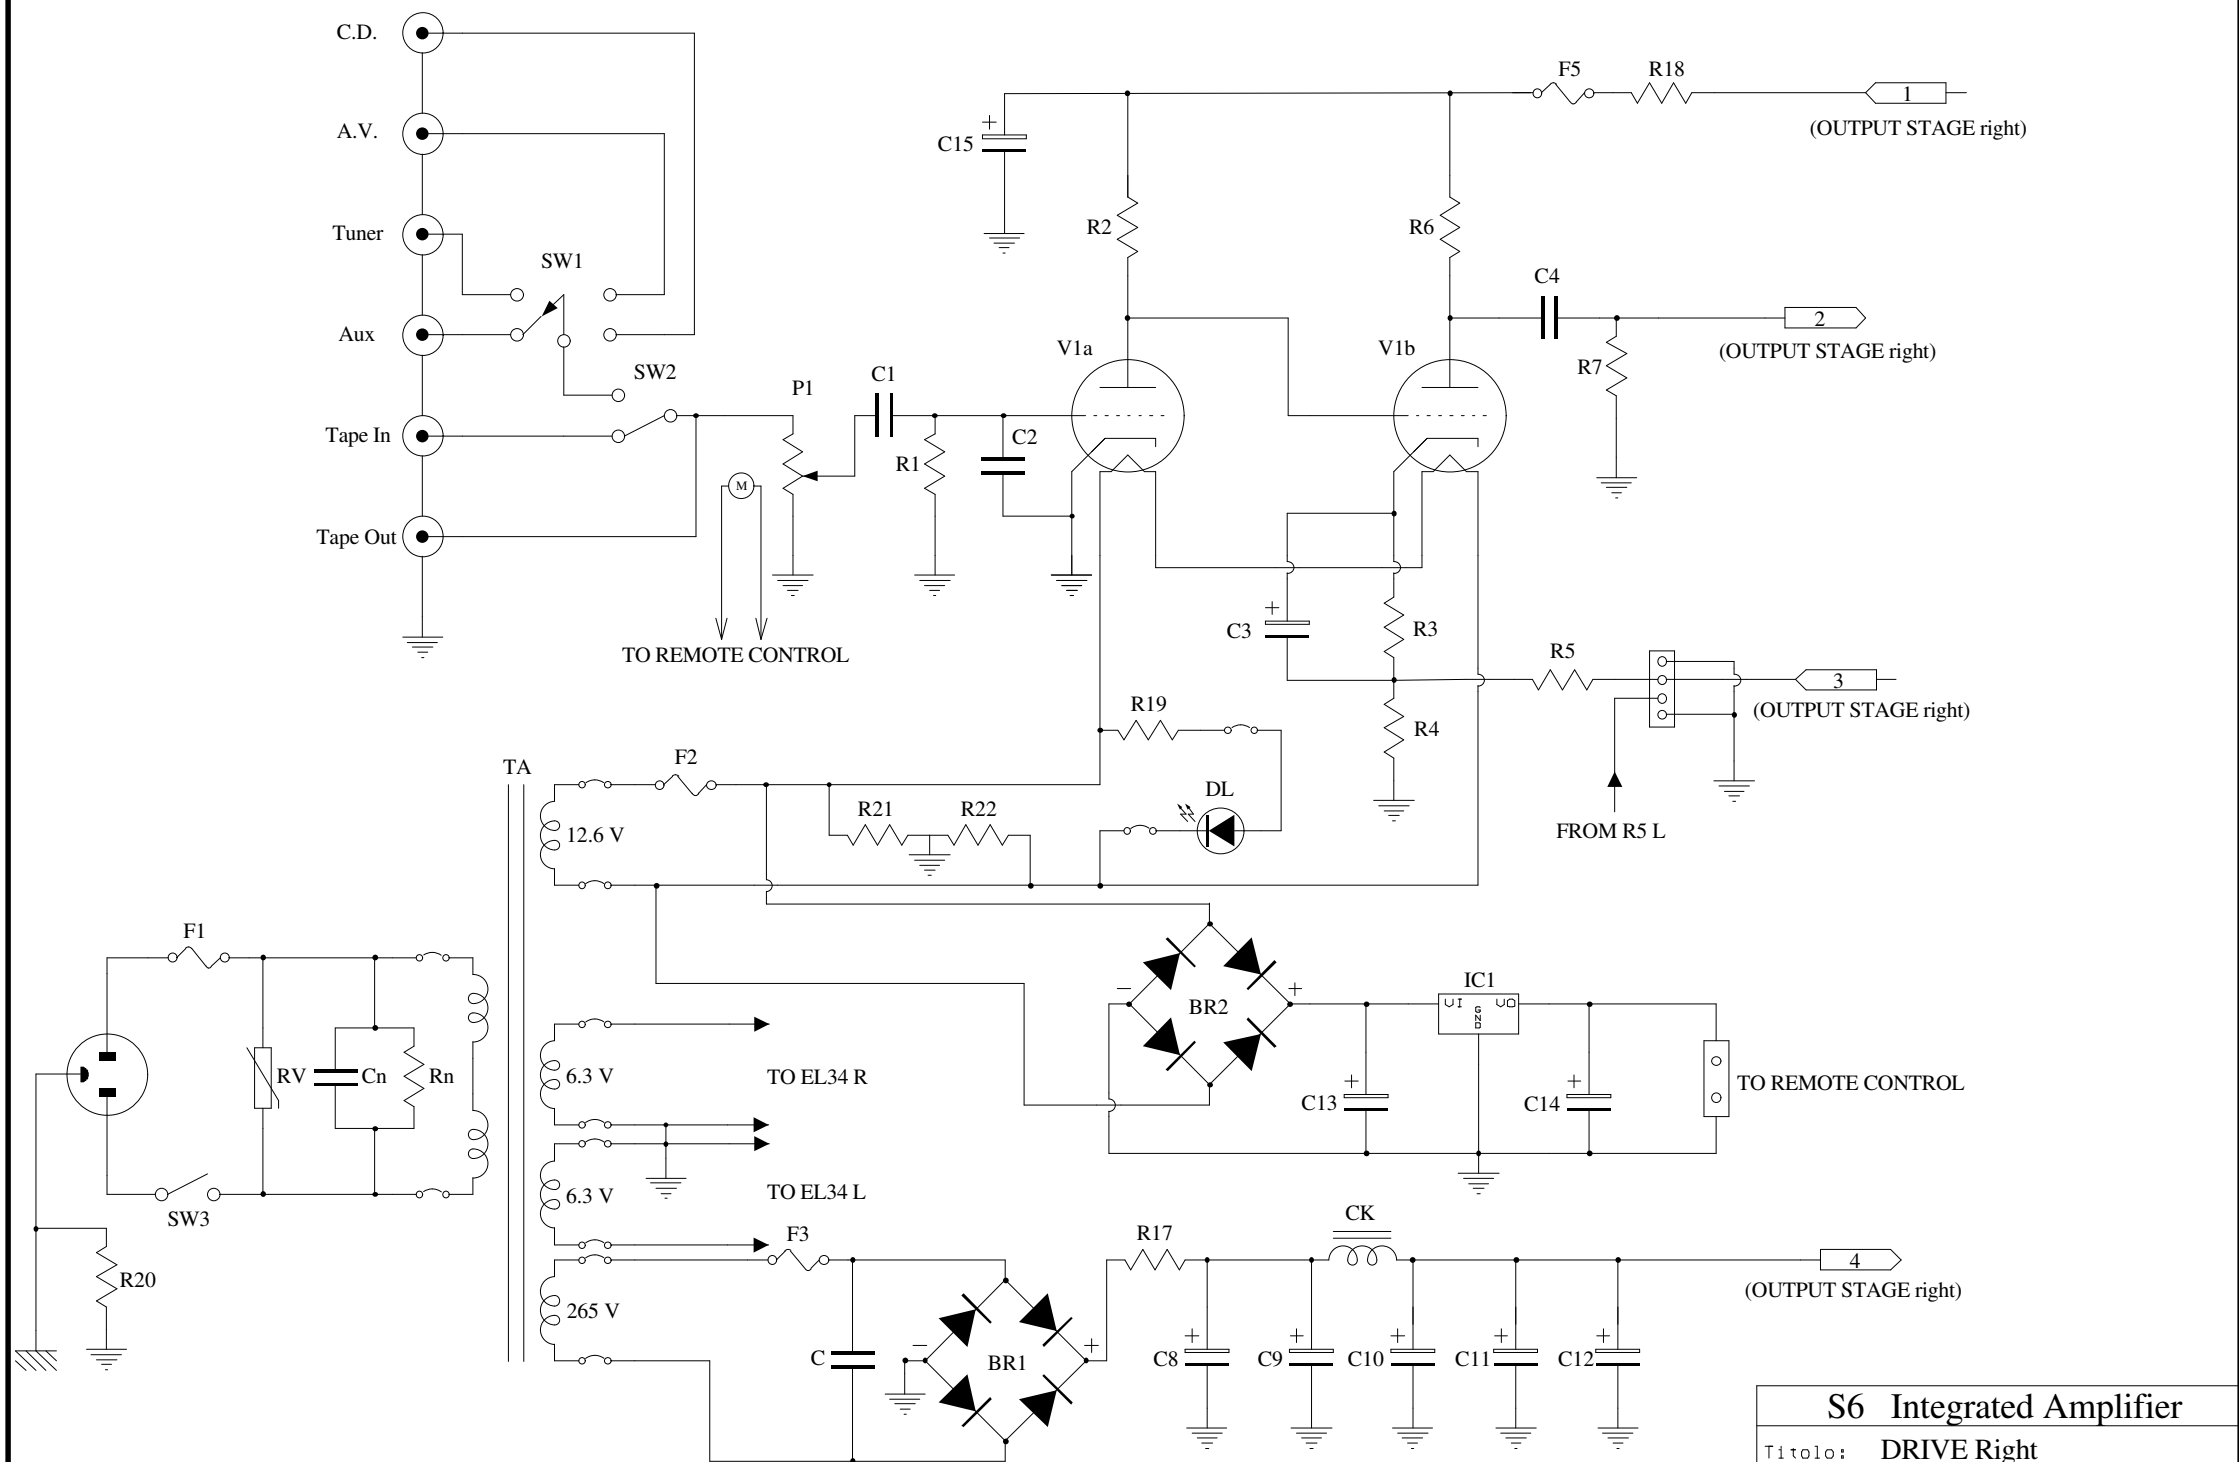 C.D.
F5
R18
1
(OUTPUT STAGE right)
A.V.
+
C15
Tuner
R2
R6
SW1
C4
Aux
2
(OUTPUT STAGE right)
V1a
V1b
SW2
R7
P1
C1
Tape In
C2
R1
M
Tape Out
+
C3
R3
TO REMOTE CONTROL
R5
3
(OUTPUT STAGE right)
R19
R4
F2
TA
DL
R21
R22
12.6 V
FROM R5 L
F1
IC1
−
+
BR2
VI
VO
GND
RV
Cn
Rn
6.3 V
TO EL34 R
+
C13
+
C14
TO REMOTE CONTROL
6.3 V
TO EL34 L
SW3
F3
R17
CK
4
(OUTPUT STAGE right)
R20
265 V
C
−
+
BR1
+
C8
+
C9
+
C10
+
C11
+
C12
S6 Integrated Amplifier
Titolo: DRIVE Right